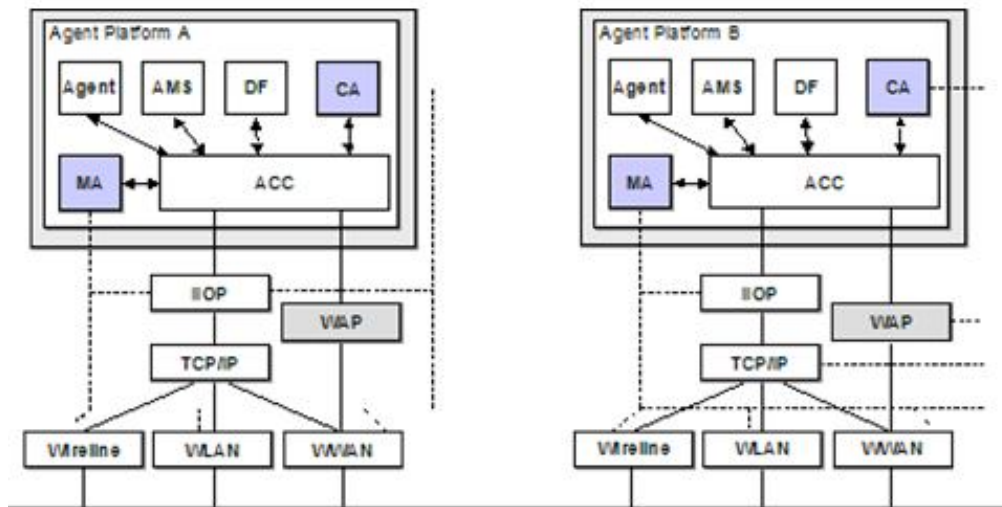 Agent Platform A
Agent AMS DF CA
MA ACC
IIOP
WAP
TCP/IP
Wireline WLAN WWAN
Agent Platform B
Agent AMS DF CA
MA ACC
IIOP
WAP
TCP/IP
Wireline WLAN WWAN